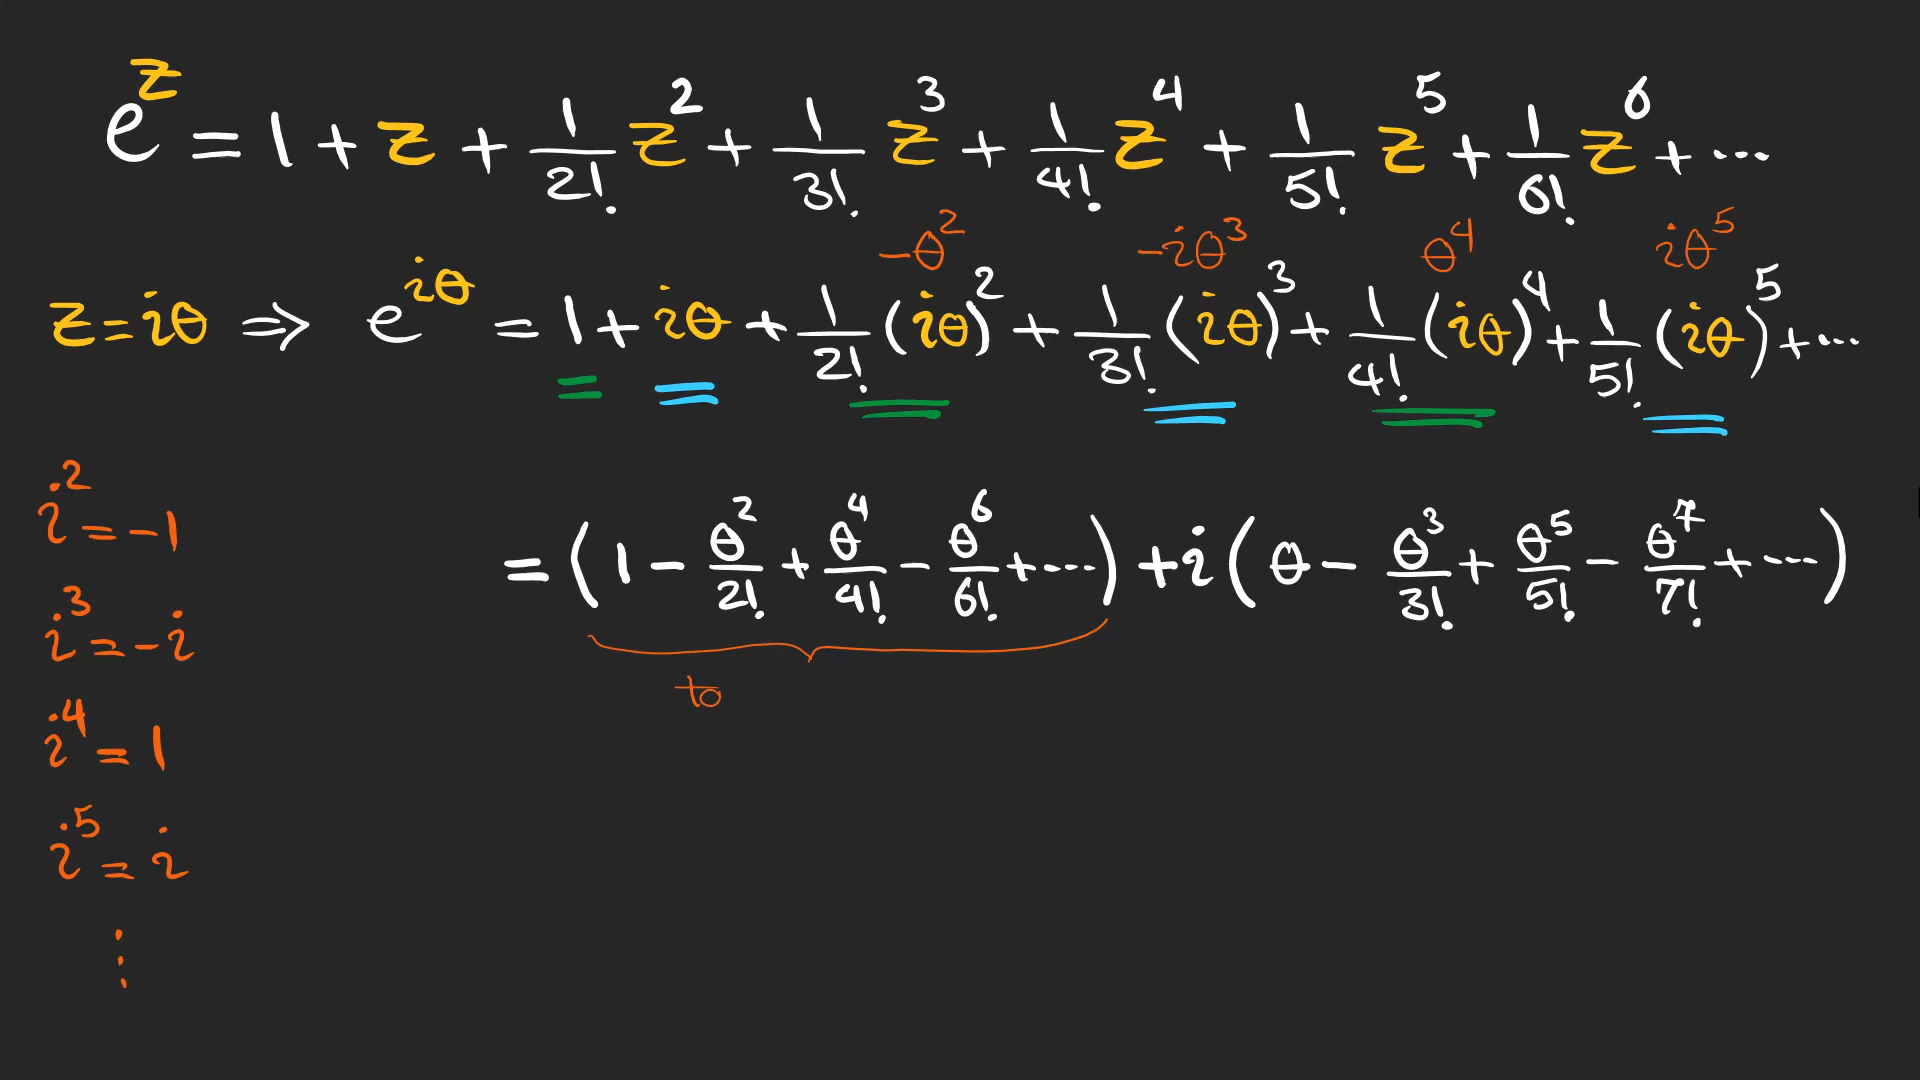 e^z = 1 + z + 1/2! z^2 + 1/3! z^3 + 1/4! z^4 + 1/5! z^5 + 1/6! z^6 + ...
-θ^2 -iθ^3 θ^4 iθ^5
z = iθ ⇒ e^{iθ} = 1 + iθ + 1/2! (iθ)^2 + 1/3! (iθ)^3 + 1/4! (iθ)^4 + 1/5! (iθ)^5 + ...
i^2 = -1
= (1 - θ^2/2! + θ^4/4! - θ^6/6! + ...) + i(θ - θ^3/3! + θ^5/5! - θ^7/7! + ...)
i^3 = -i
to
i^4 = 1
i^5 = i
⋮